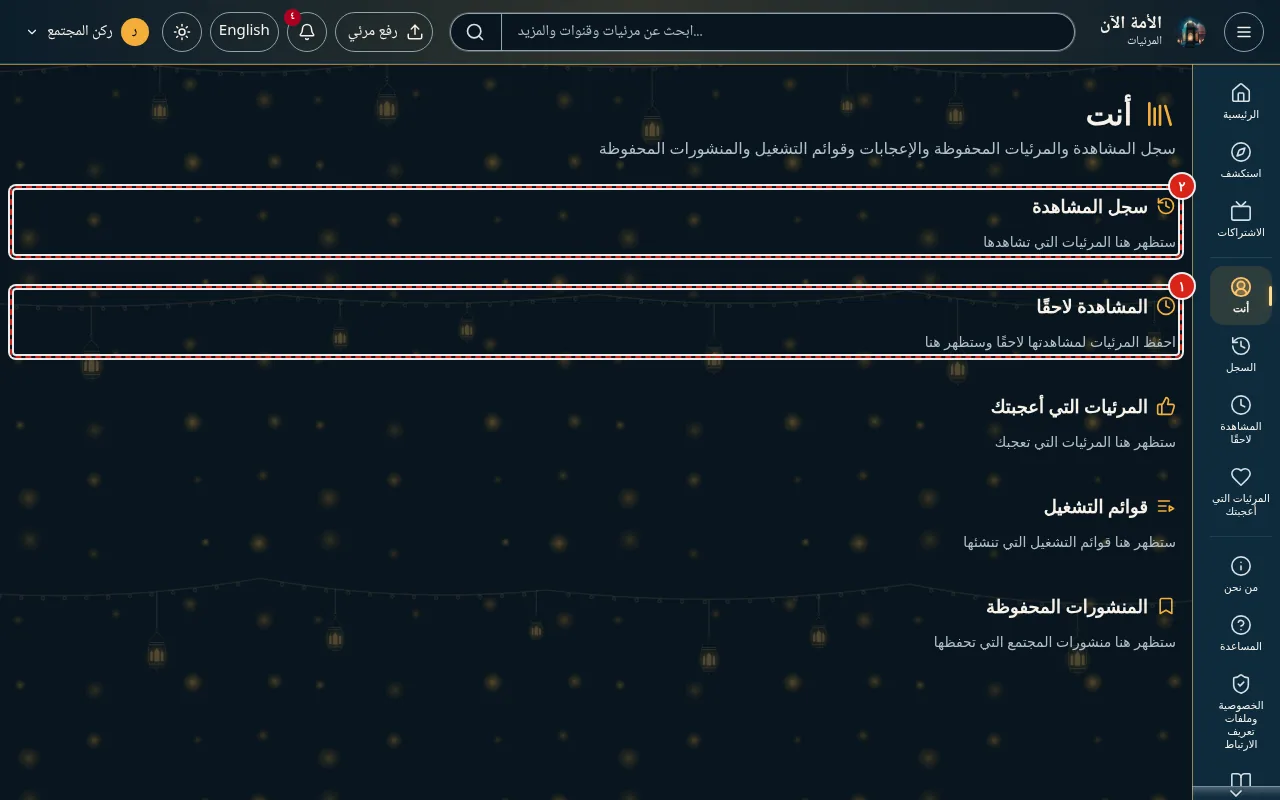 الأمة الآن
المرئيات
ابحث عن مرئيات وقنوات والمزيد...
رفع مرئي
٤
English
ر
ركن المجتمع
الرئيسية
استكشف
الاشتراكات
أنت
السجل
المشاهدة
لاحقًا
المرئيات التي
أعجبتك
من نحن
المساعدة
الخصوصية
وملفات
تعريف
الارتباط
أنت
سجل المشاهدة والمرئيات المحفوظة والإعجابات وقوائم التشغيل والمنشورات المحفوظة
٢
سجل المشاهدة
ستظهر هنا المرئيات التي تشاهدها
١
المشاهدة لاحقًا
احفظ المرئيات لمشاهدتها لاحقًا وستظهر هنا
المرئيات التي أعجبتك
ستظهر هنا المرئيات التي تعجبك
قوائم التشغيل
ستظهر هنا قوائم التشغيل التي تنشئها
المنشورات المحفوظة
ستظهر هنا منشورات المجتمع التي تحفظها